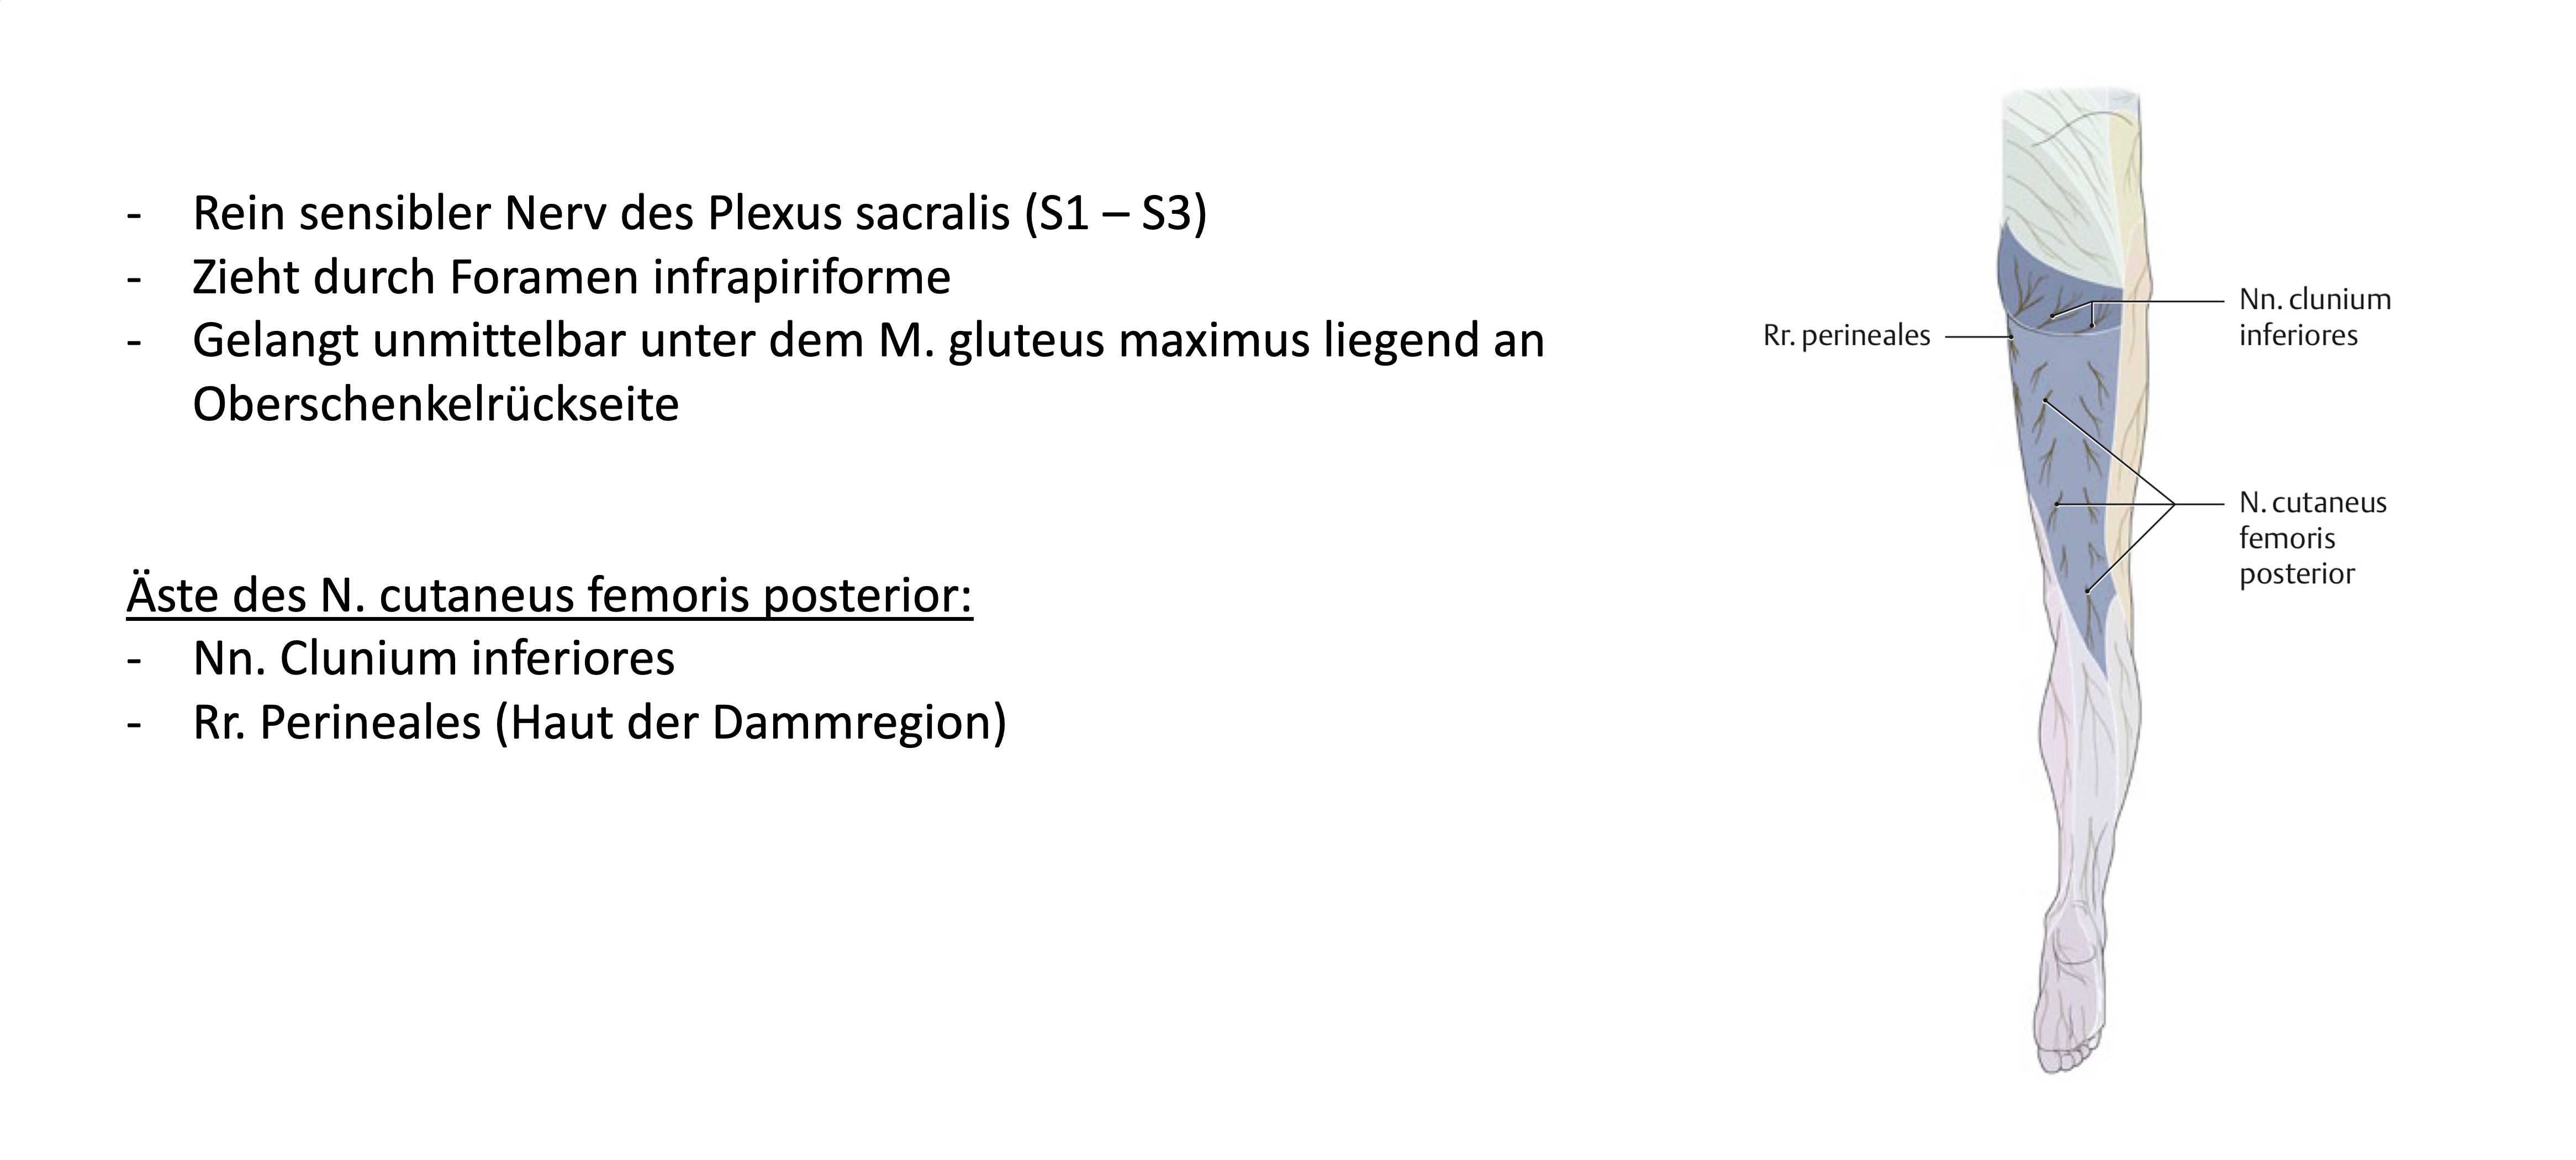 - Rein sensibler Nerv des Plexus sacralis (S1 – S3)
- Zieht durch Foramen infrapiriforme
- Gelangt unmittelbar unter dem M. gluteus maximus liegend an
Oberschenkelrückseite
Äste des N. cutaneus femoris posterior:
- Nn. Clunium inferiores
- Rr. Perineales (Haut der Dammregion)
Rr. perineales
Nn. clunium
inferiores
N. cutaneus
femoris
posterior